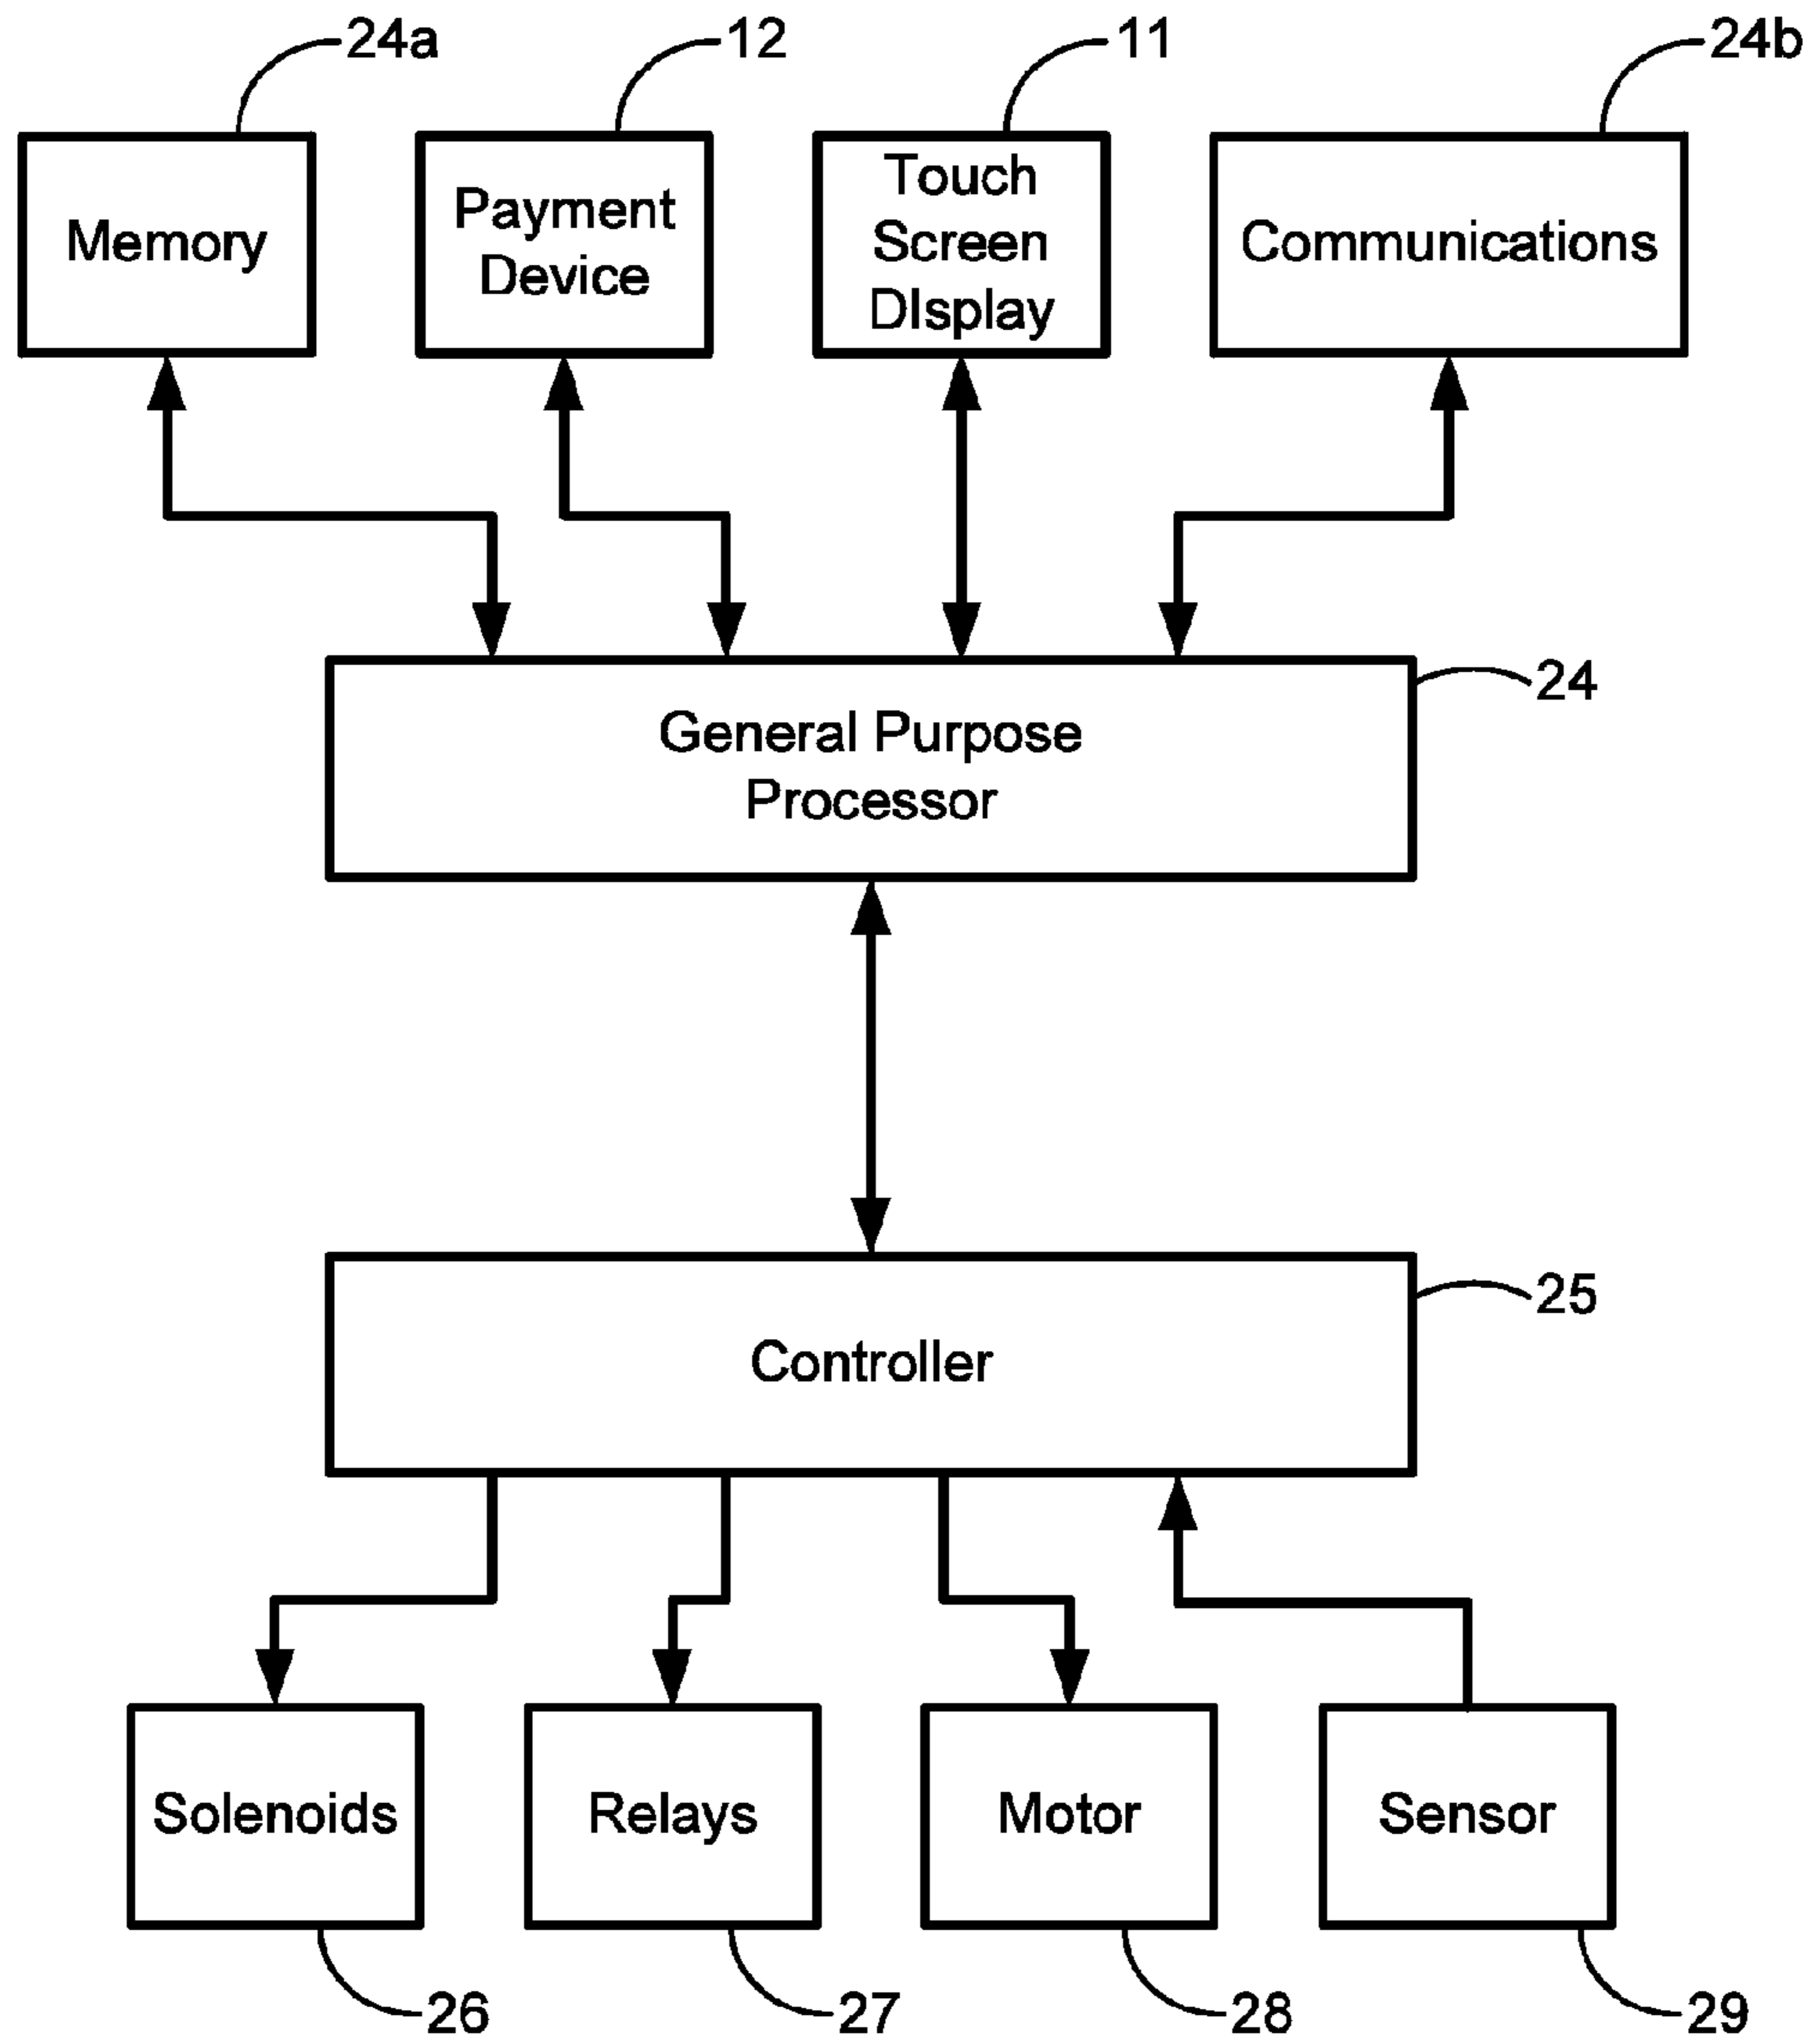 24a
12
11
24b
Memory
Payment
Device
Touch
Screen
DIsplay
Communications
24
General Purpose
Processor
25
Controller
Solenoids
Relays
Motor
Sensor
26
27
28
29